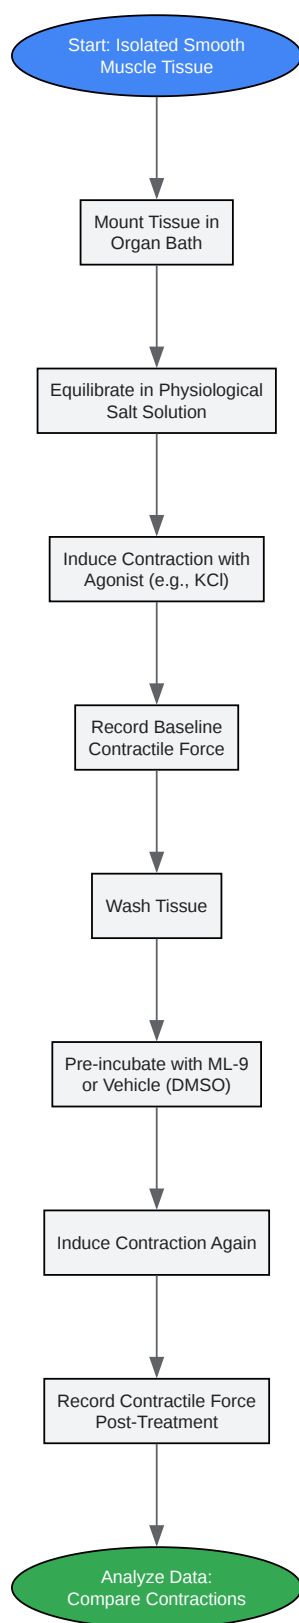 Start: Isolated Smooth
Muscle Tissue
Mount Tissue in
Organ Bath
Equilibrate in Physiological
Salt Solution
Induce Contraction with
Agonist (e.g., KCl)
Record Baseline
Contractile Force
Wash Tissue
Pre-incubate with ML-9
or Vehicle (DMSO)
Induce Contraction Again
Record Contractile Force
Post-Treatment
Analyze Data:
Compare Contractions